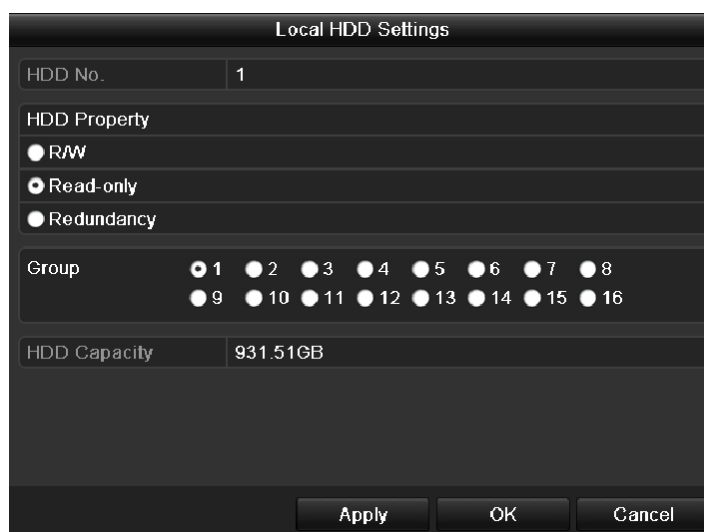 Local HDD Settings
HDD No. 1
HDD Property
R/W
Read-only
Redundancy
Group 1 2 3 4 5 6 7 8
9 10 11 12 13 14 15 16
HDD Capacity 931.51GB
Apply OK Cancel